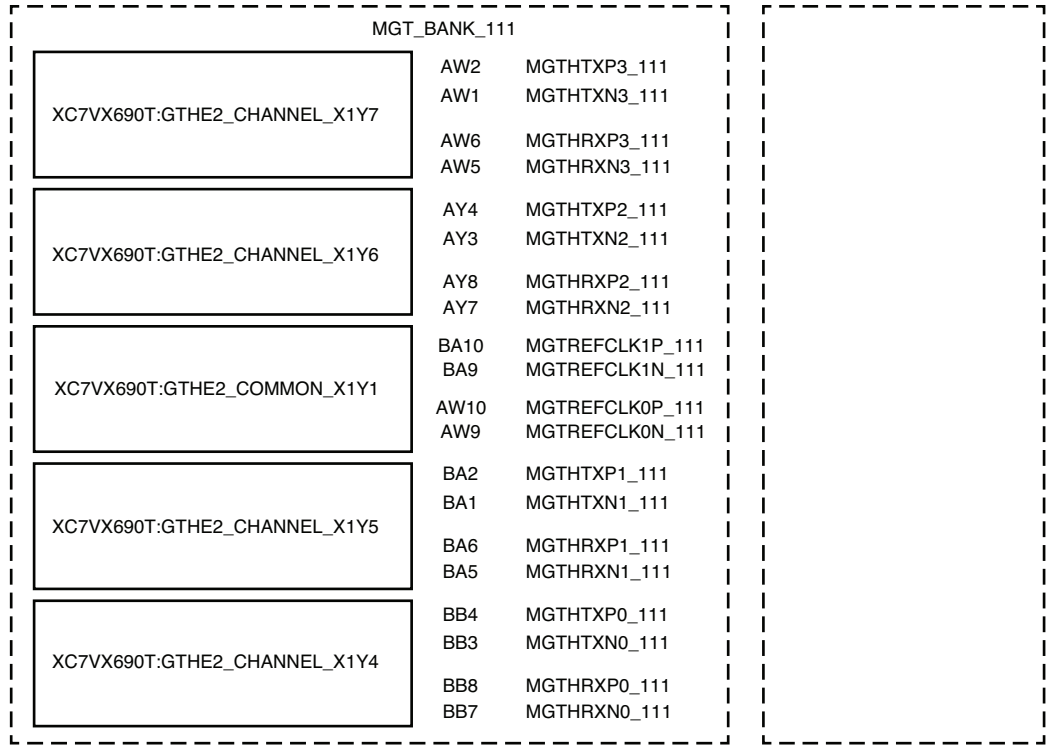 MGT_BANK_111
XC7VX690T:GTHE2_CHANNEL_X1Y7
AW2 MGTHTXP3_111
AW1 MGTHTXN3_111
AW6 MGTHRXP3_111
AW5 MGTHRXN3_111
XC7VX690T:GTHE2_CHANNEL_X1Y6
AY4 MGTHTXP2_111
AY3 MGTHTXN2_111
AY8 MGTHRXP2_111
AY7 MGTHRXN2_111
XC7VX690T:GTHE2_COMMON_X1Y1
BA10 MGTREFCLK1P_111
BA9 MGTREFCLK1N_111
AW10 MGTREFCLK0P_111
AW9 MGTREFCLK0N_111
XC7VX690T:GTHE2_CHANNEL_X1Y5
BA2 MGTHTXP1_111
BA1 MGTHTXN1_111
BA6 MGTHRXP1_111
BA5 MGTHRXN1_111
XC7VX690T:GTHE2_CHANNEL_X1Y4
BB4 MGTHTXP0_111
BB3 MGTHTXN0_111
BB8 MGTHRXP0_111
BB7 MGTHRXN0_111